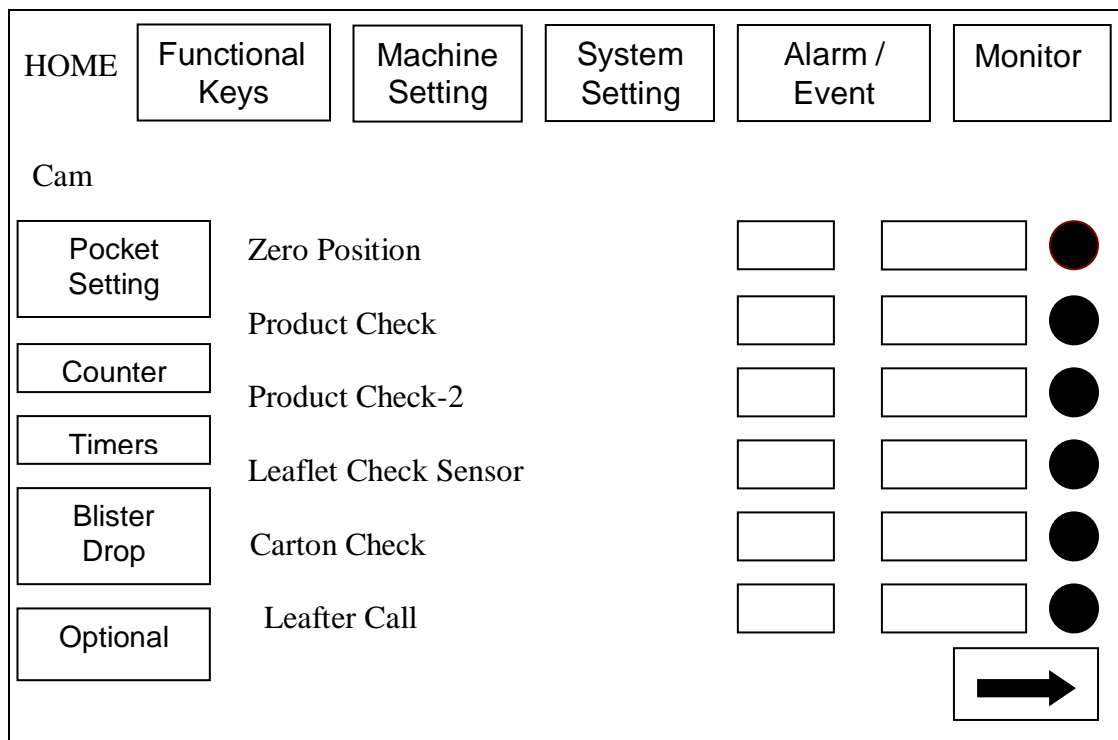 HOME
Functional
Keys
Machine
Setting
System
Setting
Alarm /
Event
Monitor
Cam
Pocket
Setting
Counter
Timers
Blister
Drop
Optional
Zero Position
Product Check
Product Check-2
Leaflet Check Sensor
Carton Check
Leafter Call